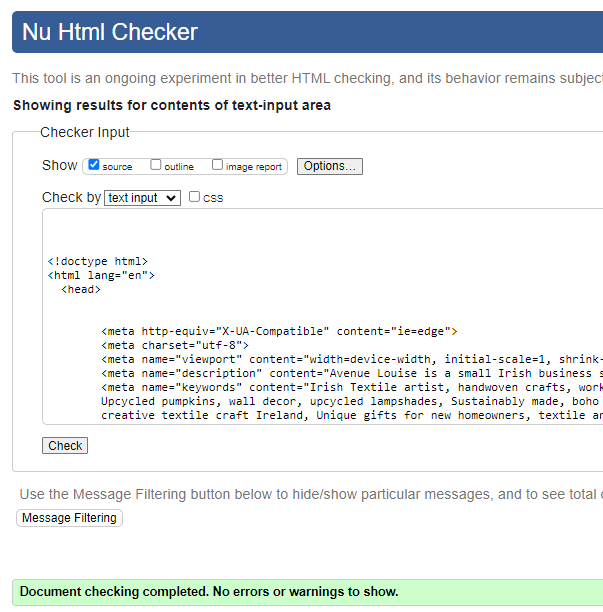 Nu Html Checker
This tool is an ongoing experiment in better HTML checking, and its behavior remains subject
Showing results for contents of text-input area
Checker Input
Show source outline image report Options...
Check by text input css
<!doctype html>
<html lang="en">
<head>
<meta http-equiv="X-UA-Compatible" content="ie=edge">
<meta charset="utf-8">
<meta name="viewport" content="width=device-width, initial-scale=1, shrink-
<meta name="description" content="Avenue Louise is a small Irish business s
<meta name="keywords" content="Irish Textile artist, handwoven crafts, work
Upcycled pumpkins, wall decor, upcycled lampshades, Sustainably made, boho
creative textile craft Ireland, Unique gifts for new homeowners, textile ar
Check
Use the Message Filtering button below to hide/show particular messages, and to see total
Message Filtering
Document checking completed. No errors or warnings to show.